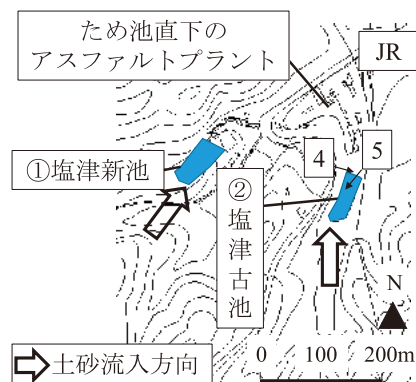 ため池直下の
アスファルトプラント
JR
①塩津新池
4
5
②塩津古池
N
0 100 200m
土砂流入方向